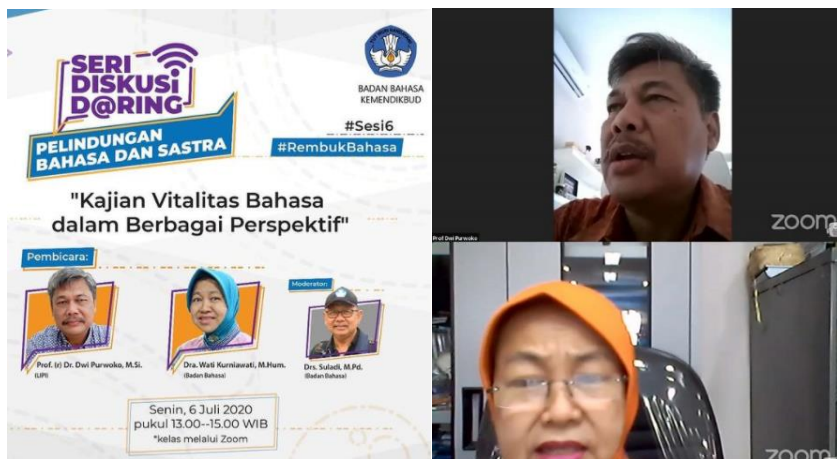 SERI
DISKUSI
D@RING
PELINDUNGAN
BAHASA DAN SASTRA
BADAN BAHASA
KEMENDIKBUD
#Sesi6
#RembukBahasa
"Kajian Vitalitas Bahasa
dalam Berbagai Perspektif"
Pembicara:
Moderator:
Prof. (r) Dr. Dwi Purwoko, M.Si.
(LIPI)
Dra. Wati Kurniawati, M.Hum.
(Badan Bahasa)
Drs. Suladi, M.Pd.
(Badan Bahasa)
Senin, 6 Juli 2020
pukul 13.00--15.00 WIB
*kelas melalui Zoom
Prof Dwi Purwoko
zoom
zoom